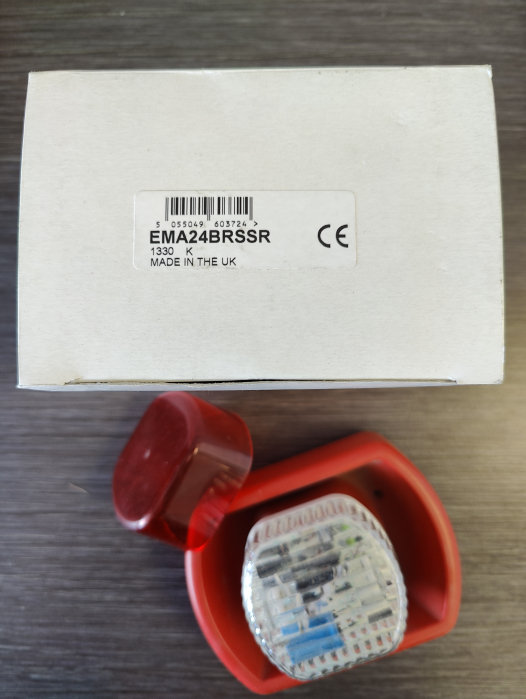 5 055049 603724 >
EMA24BRSSR
CE
1330 K
MADE IN THE UK